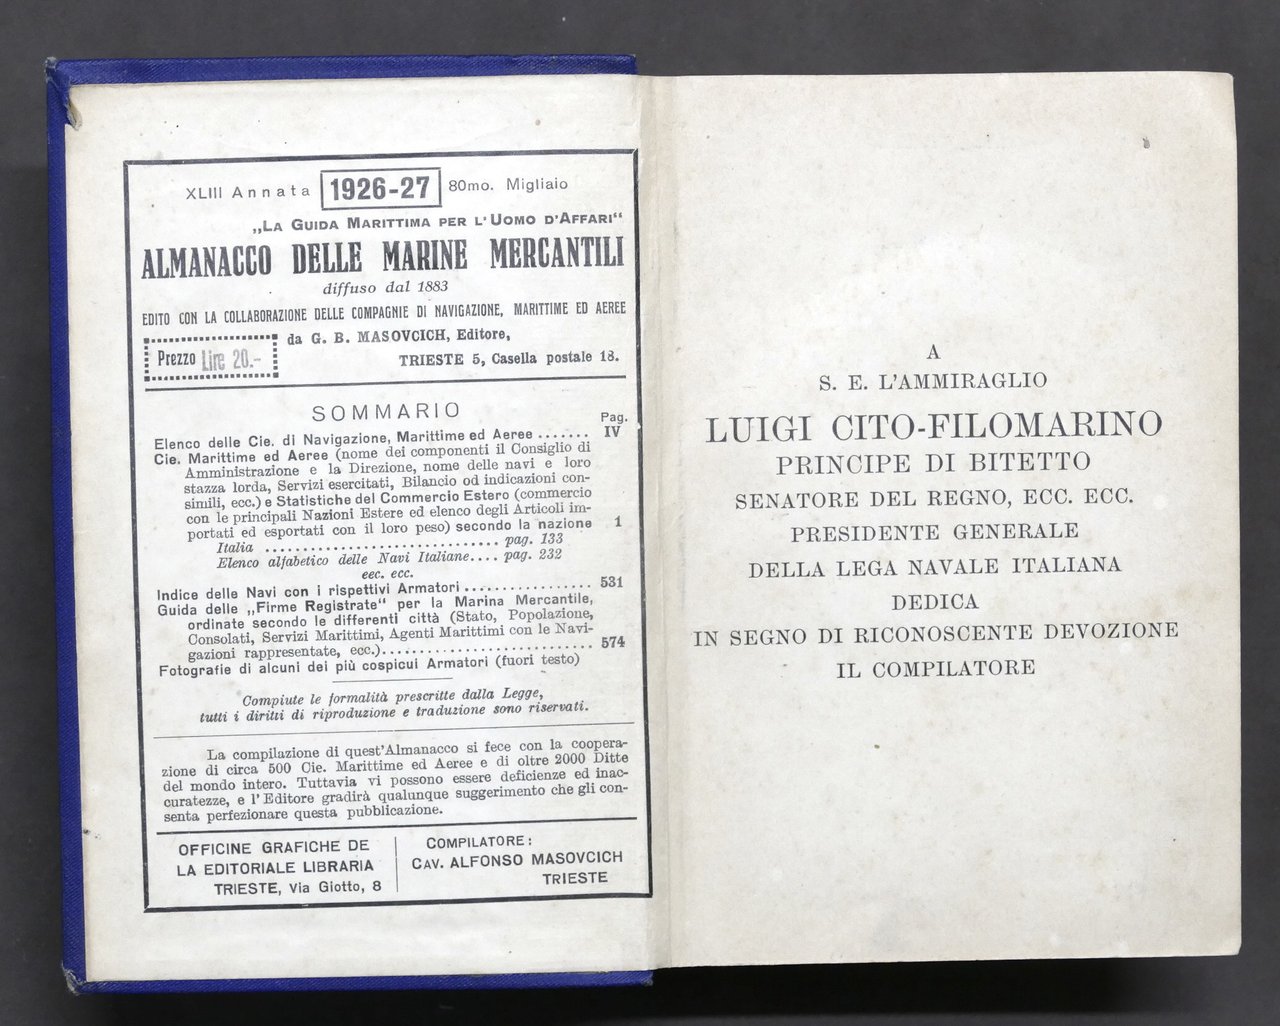 XLIII Annata 1926-27 80mo. Migliaio
„LA GUIDA MARITTIMA PER L'UOMO D'AFFARI“
ALMANACCO DELLE MARINE MERCANTILI
diffuso dal 1883
EDITO CON LA COLLABORAZIONE DELLE COMPAGNIE DI NAVIGAZIONE, MARITTIME ED AEREE
da G. B. MASOVCICH, Editore,
Prezzo Lire 20.-
TRIESTE 5, Casella postale 18.
SOMMARIO
Pag.
Elenco delle Cie. di Navigazione, Marittime ed Aeree ....... IV
Cie. Marittime ed Aeree (nome dei componenti il Consiglio di
Amministrazione e la Direzione, nome delle navi e loro
stazza lorda, Servizi esercitati, Bilancio od indicazioni con-
simili, ecc.) e Statistiche del Commercio Estero (commercio
con le principali Nazioni Estere ed elenco degli Articoli im-
portati ed esportati con il loro peso) secondo la nazione 1
Italia .............................. pag. 133
Elenco alfabetico delle Navi Italiane.... pag. 232
eec. ecc.
Indice delle Navi con i rispettivi Armatori ................ 531
Guida delle „Firme Registrate“ per la Marina Mercantile,
ordinate secondo le differenti città (Stato, Popolazione,
Consolati, Servizi Marittimi, Agenti Marittimi con le Navi-
gazioni rappresentate, ecc.).......................... 574
Fotografie di alcuni dei più cospicui Armatori (fuori testo)
Compiute le formalità prescritte dalla Legge,
tutti i diritti di riproduzione e traduzione sono riservati.
La compilazione di quest'Almanacco si fece con la coopera-
zione di circa 500 Cie. Marittime ed Aeree e di oltre 2000 Ditte
del mondo intero. Tuttavia vi possono essere deficienze ed inac-
curatezze, e l'Editore gradirà qualunque suggerimento che gli con-
senta perfezionare questa pubblicazione.
OFFICINE GRAFICHE DE
LA EDITORIALE LIBRARIA
TRIESTE, Via Giotto, 8
COMPILATORE:
CAV. ALFONSO MASOVCICH
TRIESTE
A
S. E. L'AMMIRAGLIO
LUIGI CITO-FILOMARINO
PRINCIPE DI BITETTO
SENATORE DEL REGNO, ECC. ECC.
PRESIDENTE GENERALE
DELLA LEGA NAVALE ITALIANA
DEDICA
IN SEGNO DI RICONOSCENTE DEVOZIONE
IL COMPILATORE